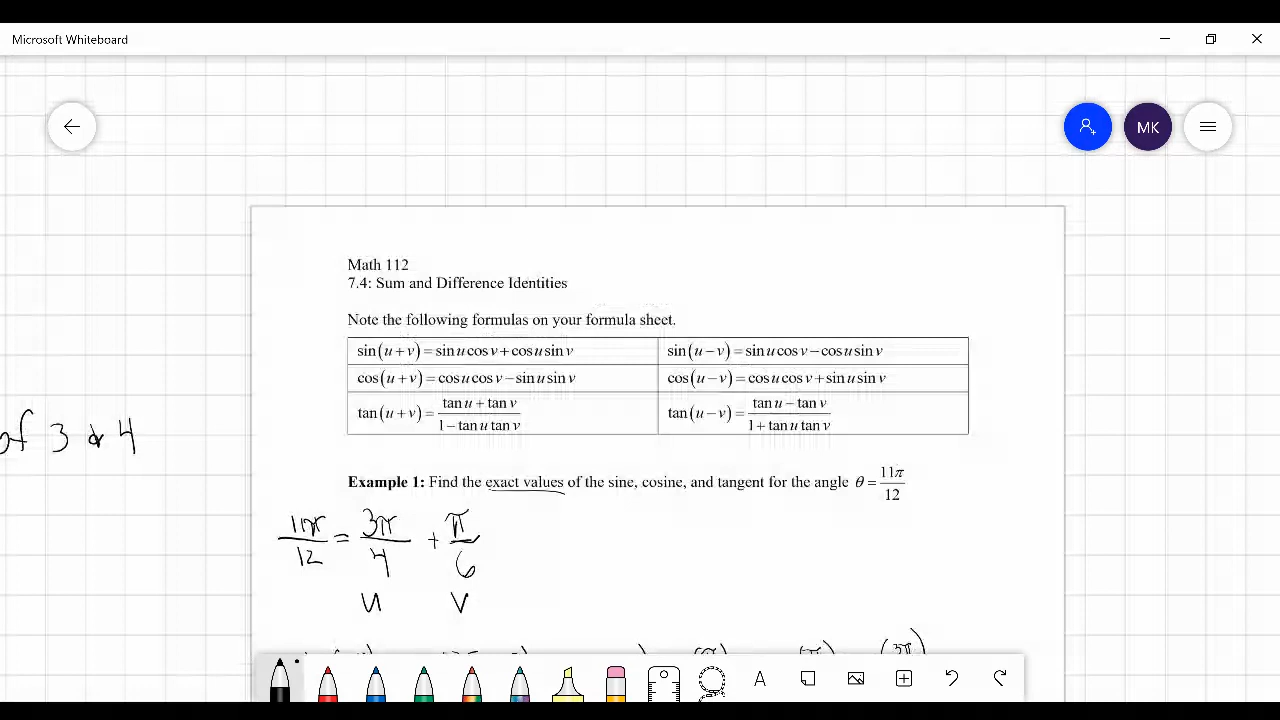 Microsoft Whiteboard
MK
Math 112
7.4: Sum and Difference Identities
Note the following formulas on your formula sheet.
sin(u+v)=sin u cos v+cos u sin v
sin(u−v)=sin u cos v−cos u sin v
cos(u+v)=cos u cos v−sin u sin v
cos(u−v)=cos u cos v+sin u sin v
tan(u+v)=(tan u+tan v)/(1−tan u tan v)
tan(u−v)=(tan u−tan v)/(1+tan u tan v)
of 3 & 4
Example 1: Find the exact values of the sine, cosine, and tangent for the angle θ=11π/12
11π/12 = 3π/4 + π/6
u v
A